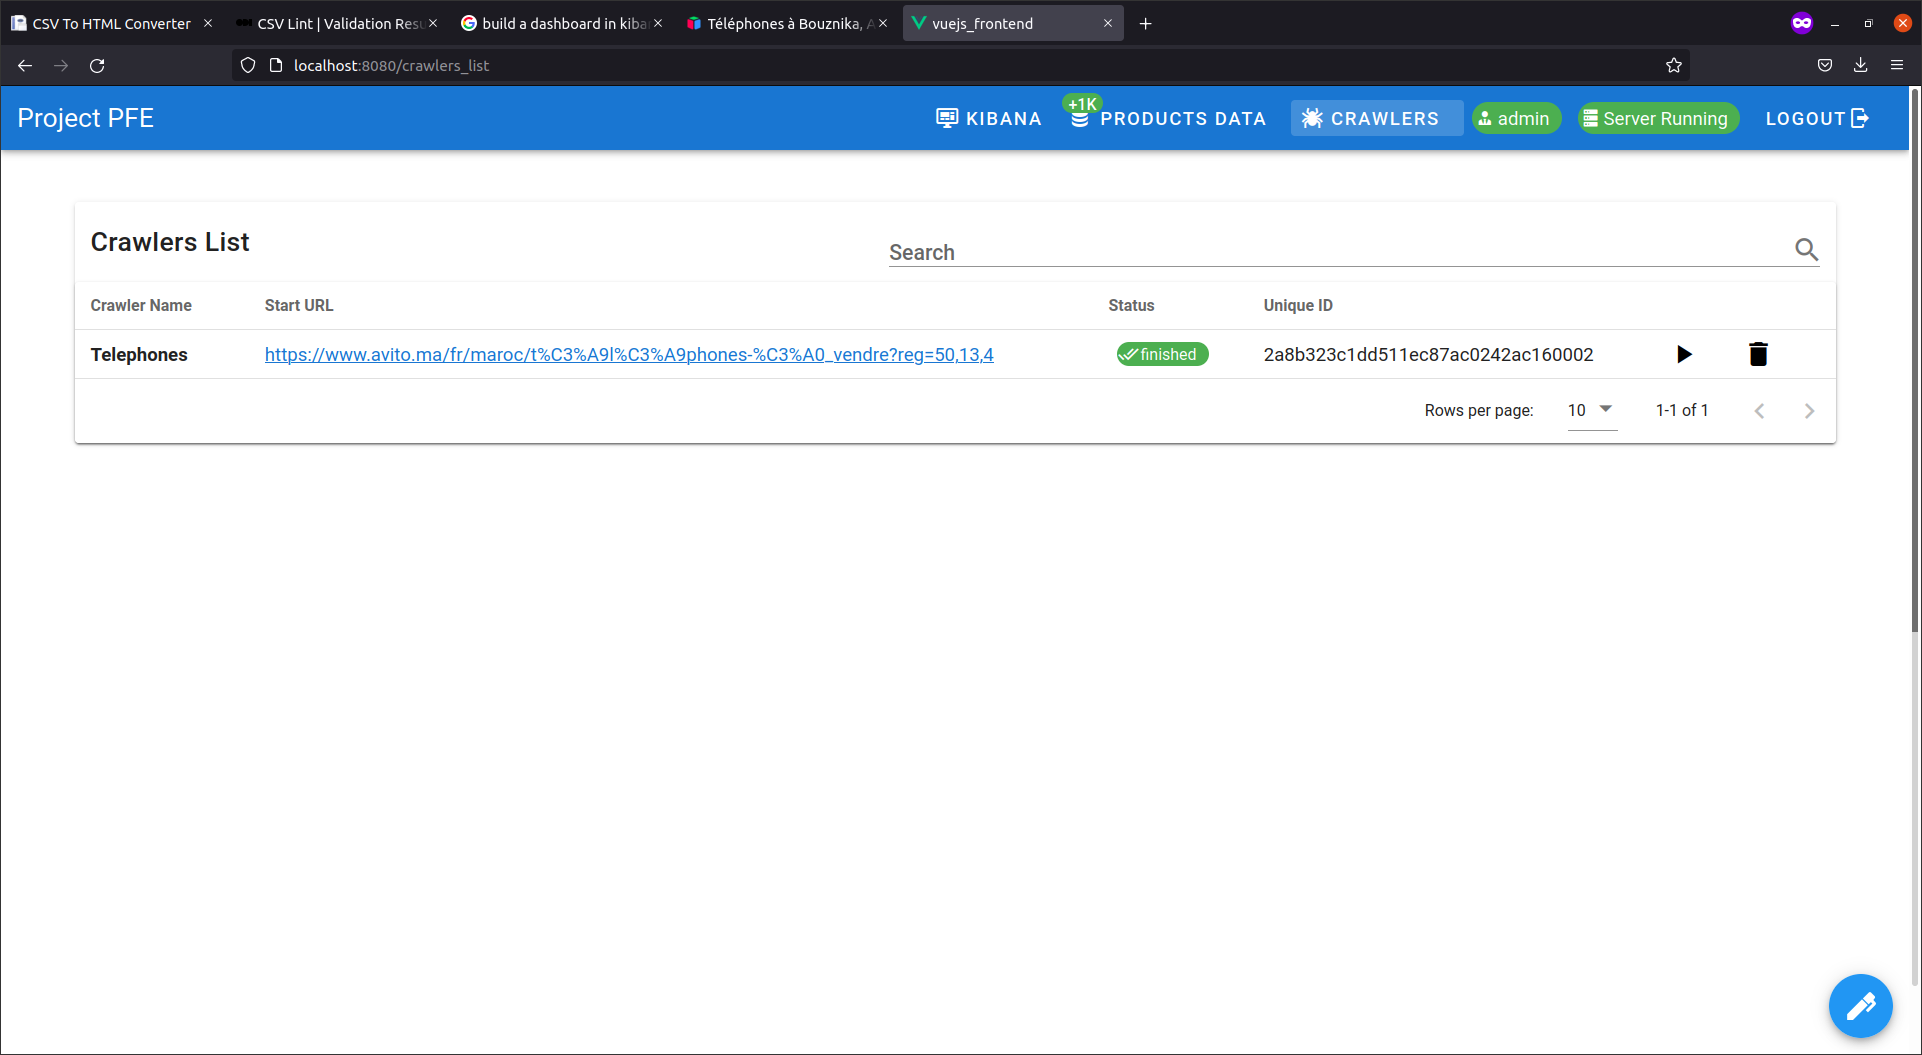 CSV To HTML Converter
CSV Lint | Validation Resu
build a dashboard in kiba
Téléphones à Bouznika, A
vuejs_frontend
localhost:8080/crawlers_list
Project PFE
KIBANA
+1K
PRODUCTS DATA
CRAWLERS
admin
Server Running
LOGOUT
Crawlers List
Search
Crawler Name Start URL Status Unique ID
Telephones https://www.avito.ma/fr/maroc/t%C3%A9l%C3%A9phones-%C3%A0_vendre?reg=50,13,4 finished 2a8b323c1dd511ec87ac0242ac160002
Rows per page: 10 1-1 of 1